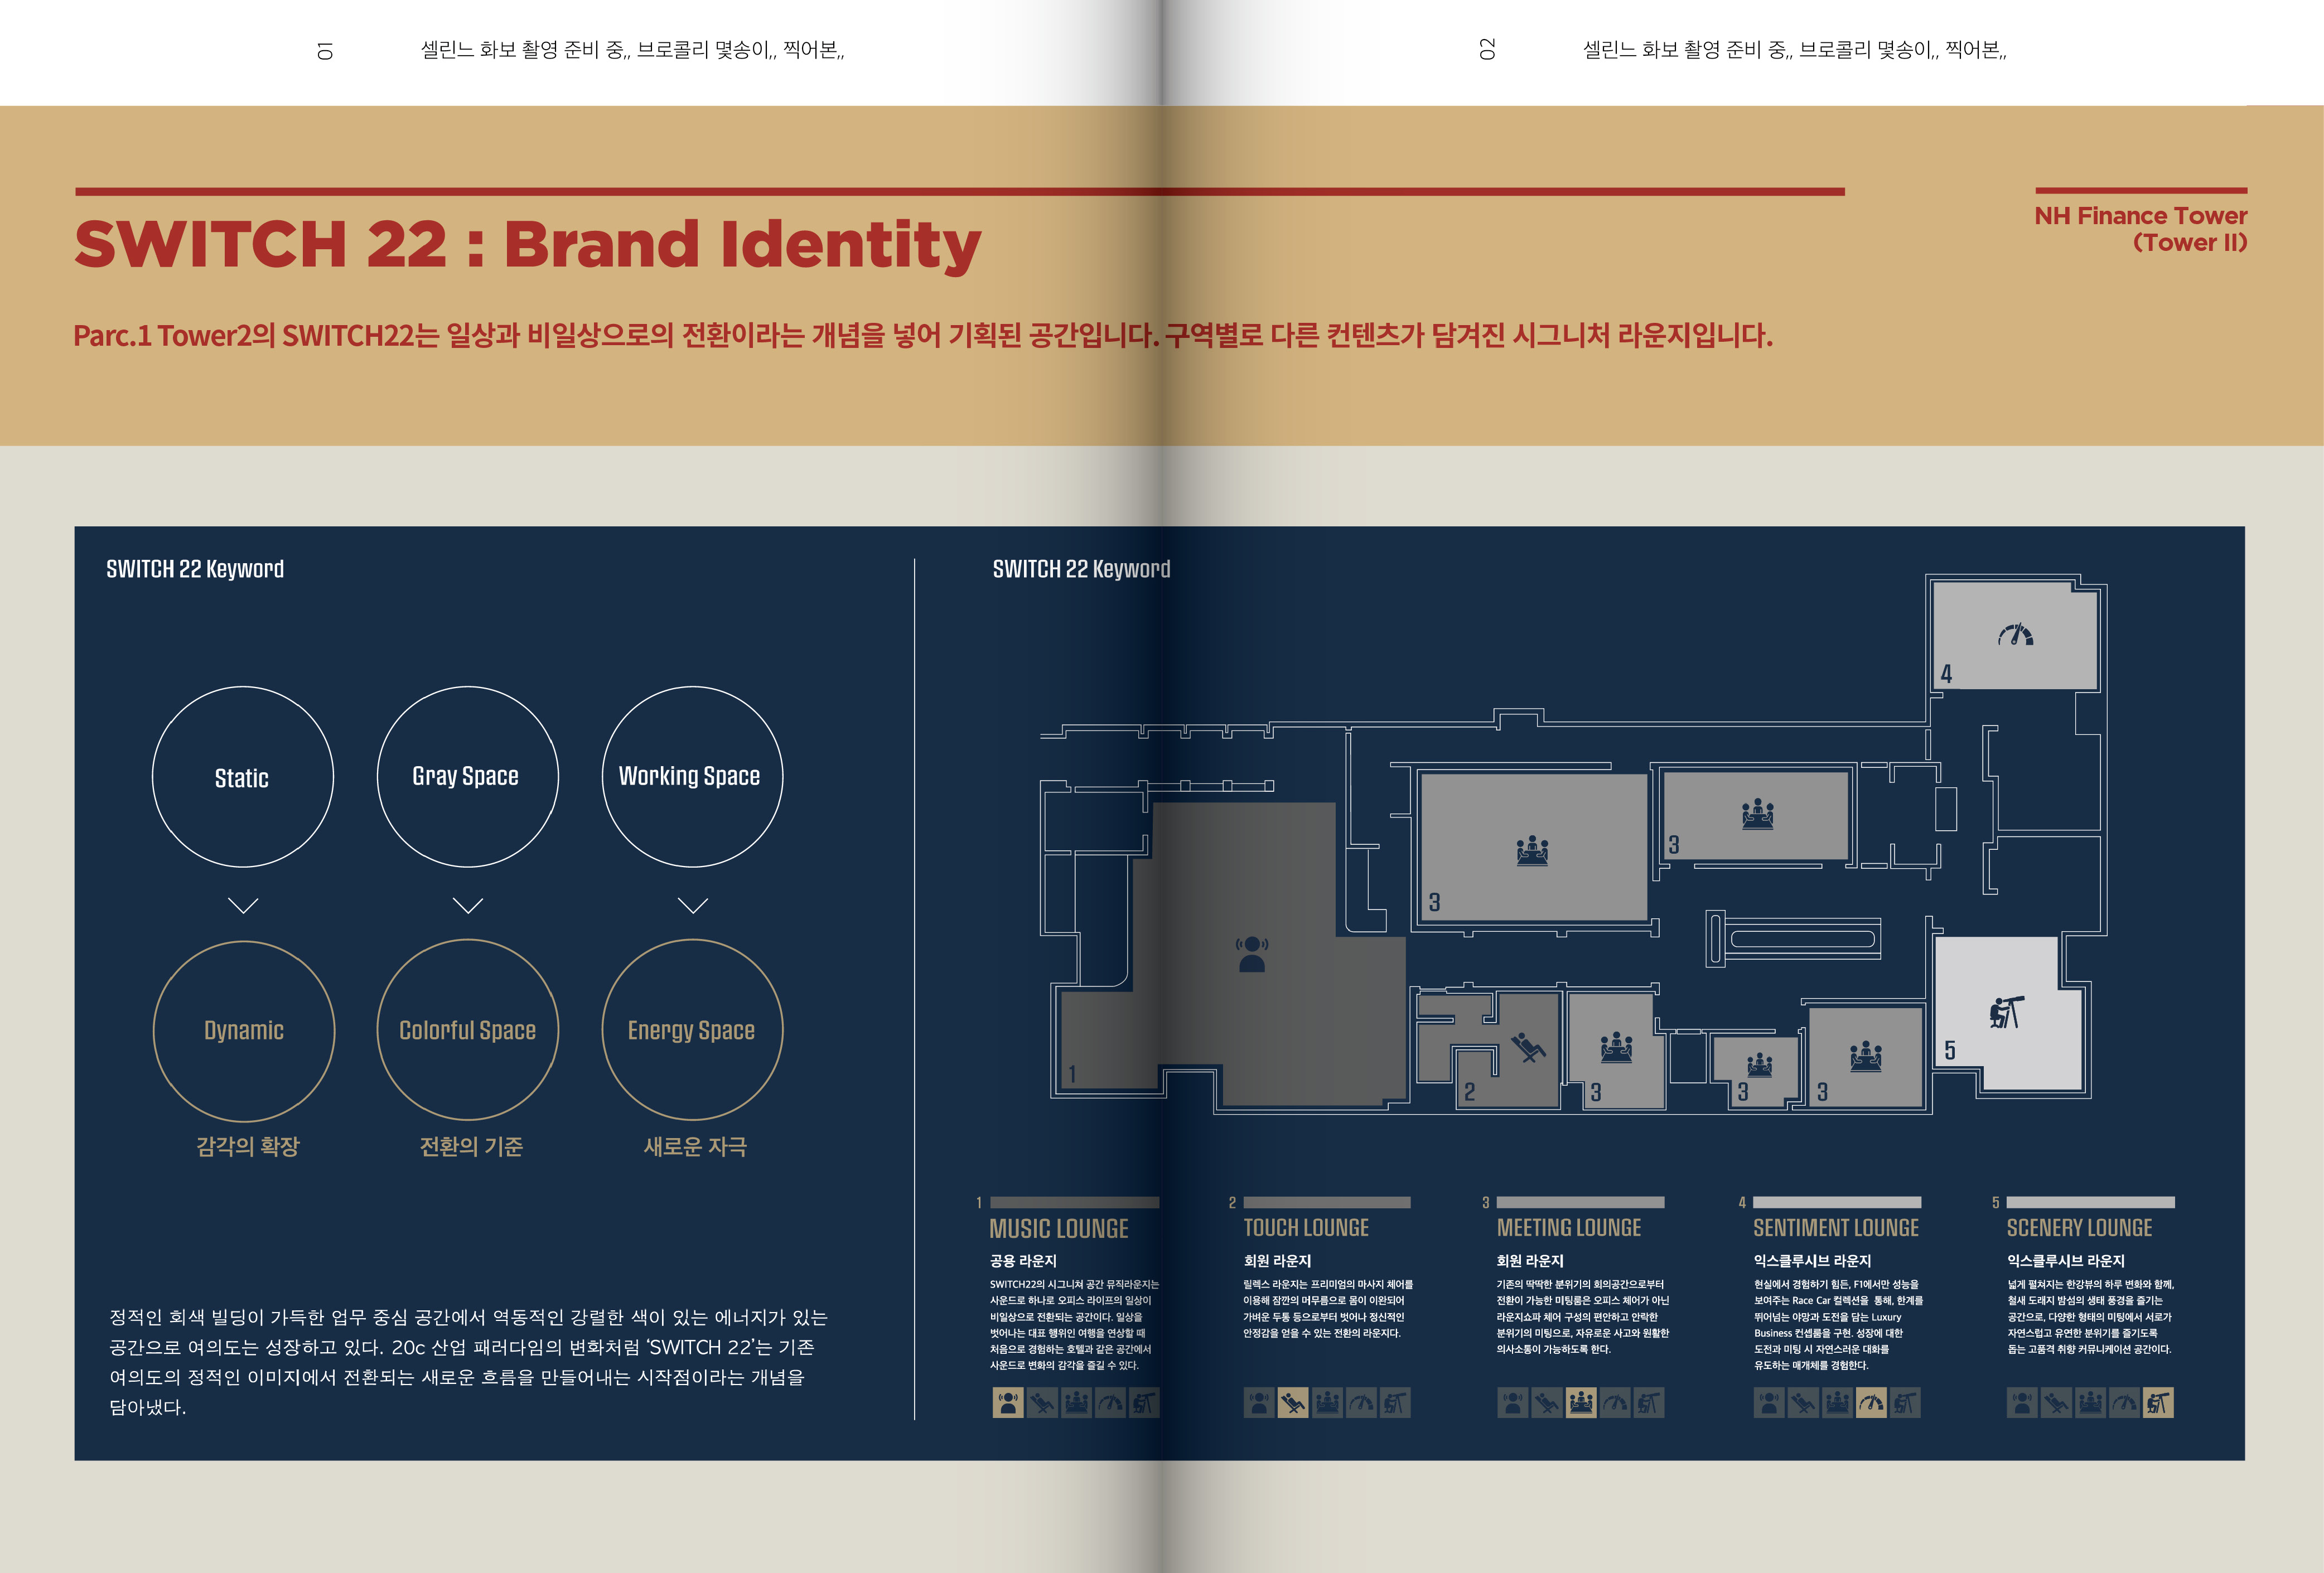 01
셀린느 화보 촬영 준비 중,, 브로콜리 몇송이,, 찍어본,,
02
셀린느 화보 촬영 준비 중,, 브로콜리 몇송이,, 찍어본,,
SWITCH 22 : Brand Identity
NH Finance Tower
(Tower II)
Parc.1 Tower2의 SWITCH22는 일상과 비일상으로의 전환이라는 개념을 넣어 기획된 공간입니다. 구역별로 다른 컨텐츠가 담겨진 시그니처 라운지입니다.
SWITCH 22 Keyword
Static
Gray Space
Working Space
Dynamic
Colorful Space
Energy Space
감각의 확장
전환의 기준
새로운 자극
정적인 회색 빌딩이 가득한 업무 중심 공간에서 역동적인 강렬한 색이 있는 에너지가 있는
공간으로 여의도는 성장하고 있다. 20c 산업 패러다임의 변화처럼 ‘SWITCH 22’는 기존
여의도의 정적인 이미지에서 전환되는 새로운 흐름을 만들어내는 시작점이라는 개념을
담아냈다.
SWITCH 22 Keyword
4
3
3
1
2
3
3
3
5
1
MUSIC LOUNGE
공용 라운지
SWITCH22의 시그니쳐 공간 뮤직라운지는
사운드로 하나로 오피스 라이프의 일상이
비일상으로 전환되는 공간이다. 일상을
벗어나는 대표 행위인 여행을 연상할 때
처음으로 경험하는 호텔과 같은 공간에서
사운드로 변화의 감각을 즐길 수 있다.
2
TOUCH LOUNGE
회원 라운지
릴렉스 라운지는 프리미엄의 마사지 체어를
이용해 잠깐의 머무름으로 몸이 이완되어
가벼운 두통 등으로부터 벗어나 정신적인
안정감을 얻을 수 있는 전환의 라운지다.
3
MEETING LOUNGE
회원 라운지
기존의 딱딱한 분위기의 회의공간으로부터
전환이 가능한 미팅룸은 오피스 체어가 아닌
라운지쇼파 체어 구성의 편안하고 안락한
분위기의 미팅으로, 자유로운 사고와 원활한
의사소통이 가능하도록 한다.
4
SENTIMENT LOUNGE
익스클루시브 라운지
현실에서 경험하기 힘든, F1에서만 성능을
보여주는 Race Car 컬렉션을 통해, 한계를
뛰어넘는 야망과 도전을 담는 Luxury
Business 컨셉룸을 구현. 성장에 대한
도전과 미팅 시 자연스러운 대화를
유도하는 매개체를 경험한다.
5
SCENERY LOUNGE
익스클루시브 라운지
넓게 펼쳐지는 한강뷰의 하루 변화와 함께,
철새 도래지 밤섬의 생태 풍경을 즐기는
공간으로, 다양한 형태의 미팅에서 서로가
자연스럽고 유연한 분위기를 즐기도록
돕는 고품격 취향 커뮤니케이션 공간이다.